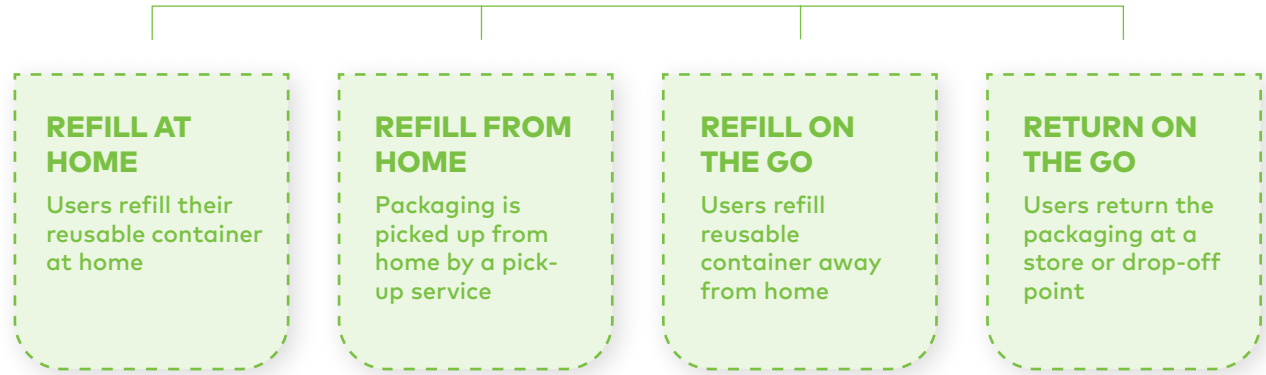 REFILL AT
HOME
Users refill their
reusable container
at home
REFILL FROM
HOME
Packaging is
picked up from
home by a pick-
up service
REFILL ON
THE GO
Users refill
reusable
container away
from home
RETURN ON
THE GO
Users return the
packaging at a
store or drop-off
point